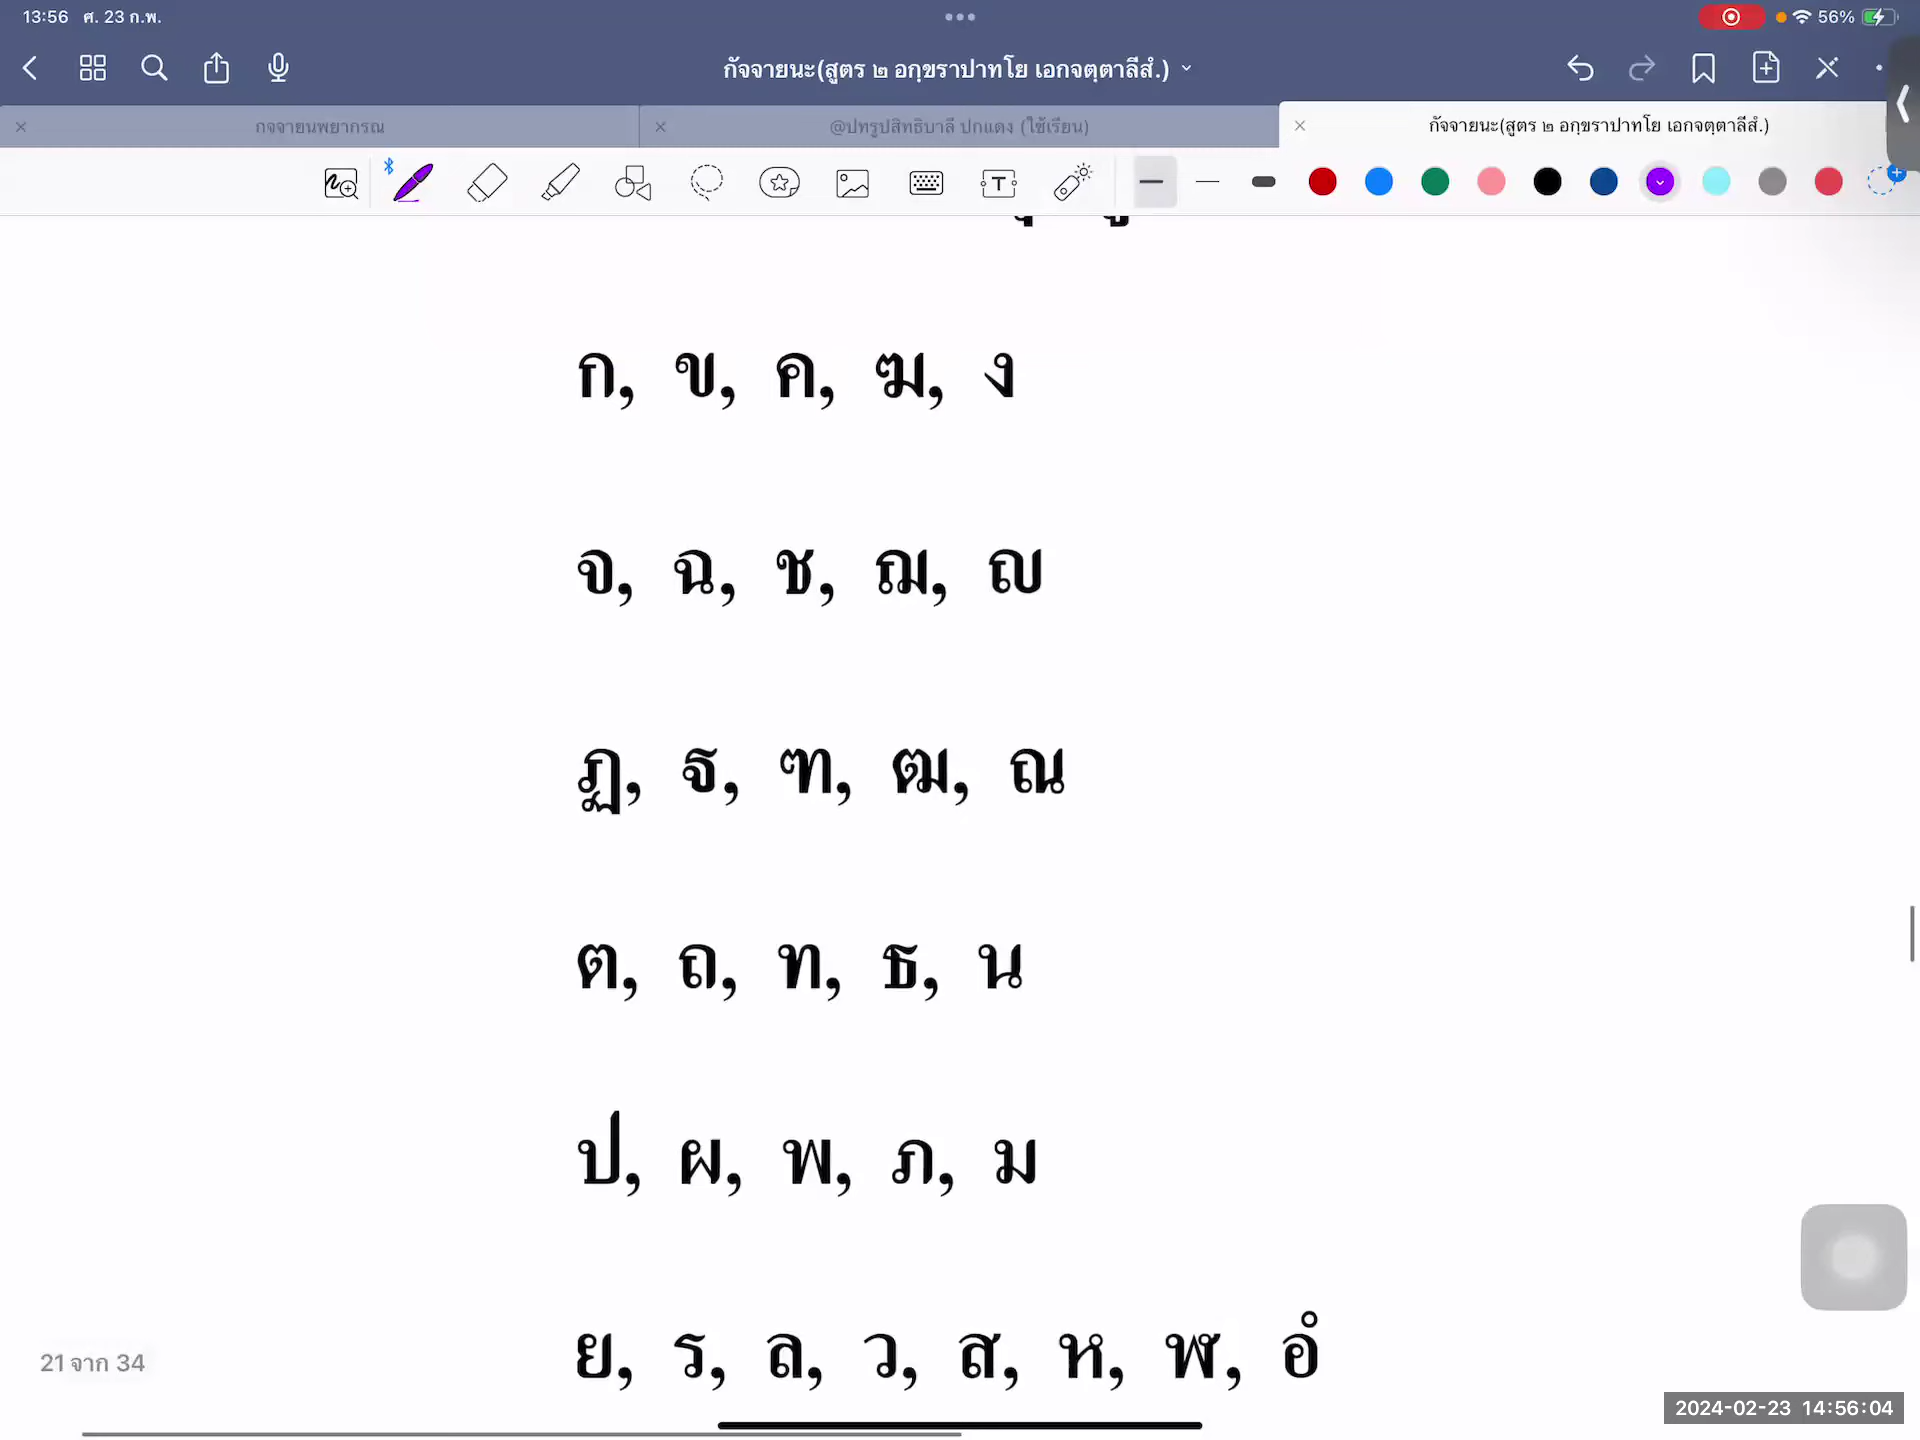 13:56 ศ. 23 ก.พ.
56%
กัจจายนะ(สูตร ๒ อกฺขราปาทโย เอกจตฺตาลีสํ.)
กจจายนพยากรณ
@ปทรูปสิทธิบาลี ปกแดง (ใช้เรียน)
กัจจายนะ(สูตร ๒ อกฺขราปาทโย เอกจตฺตาลีสํ.)
ก, ข, ค, ฆ, ง
จ, ฉ, ช, ฌ, ญ
ฏ, ฐ, ฑ, ฒ, ณ
ต, ถ, ท, ธ, น
ป, ผ, พ, ภ, ม
ย, ร, ล, ว, ส, ห, ฬ, อํ
21 จาก 34
2024-02-23 14:56:04